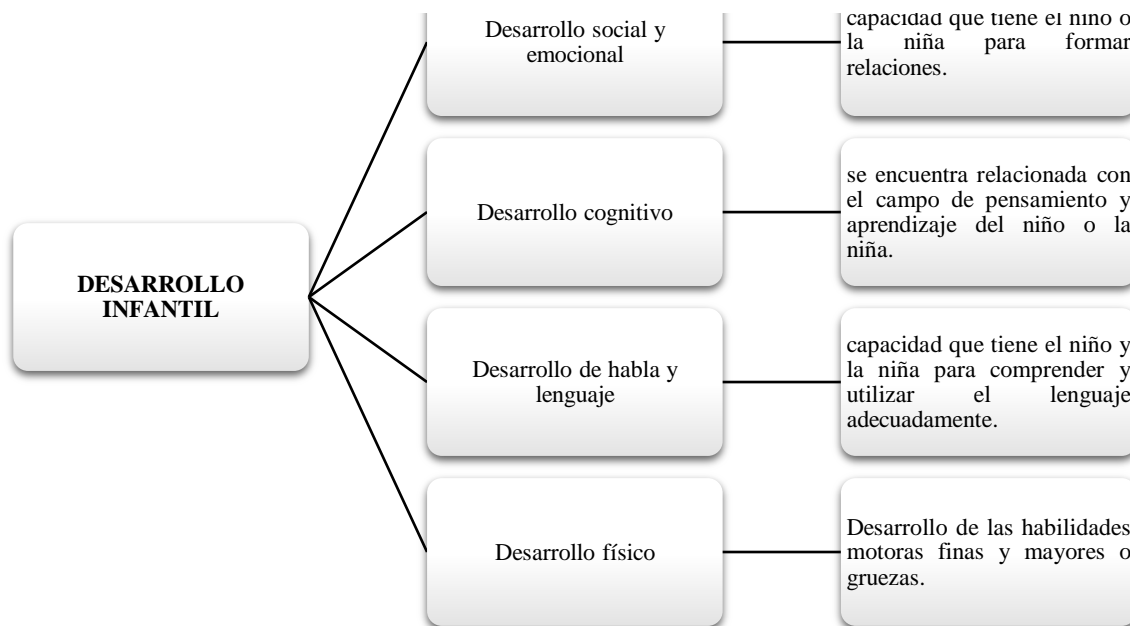 Desarrollo social y
emocional
capacidad que tiene el niño o
la niña para formar
relaciones.
Desarrollo cognitivo
se encuentra relacionada con
el campo de pensamiento y
aprendizaje del niño o la
niña.
DESARROLLO
INFANTIL
Desarrollo de habla y
lenguaje
capacidad que tiene el niño y
la niña para comprender y
utilizar el lenguaje
adecuadamente.
Desarrollo físico
Desarrollo de las habilidades
motoras finas y mayores o
gruezas.